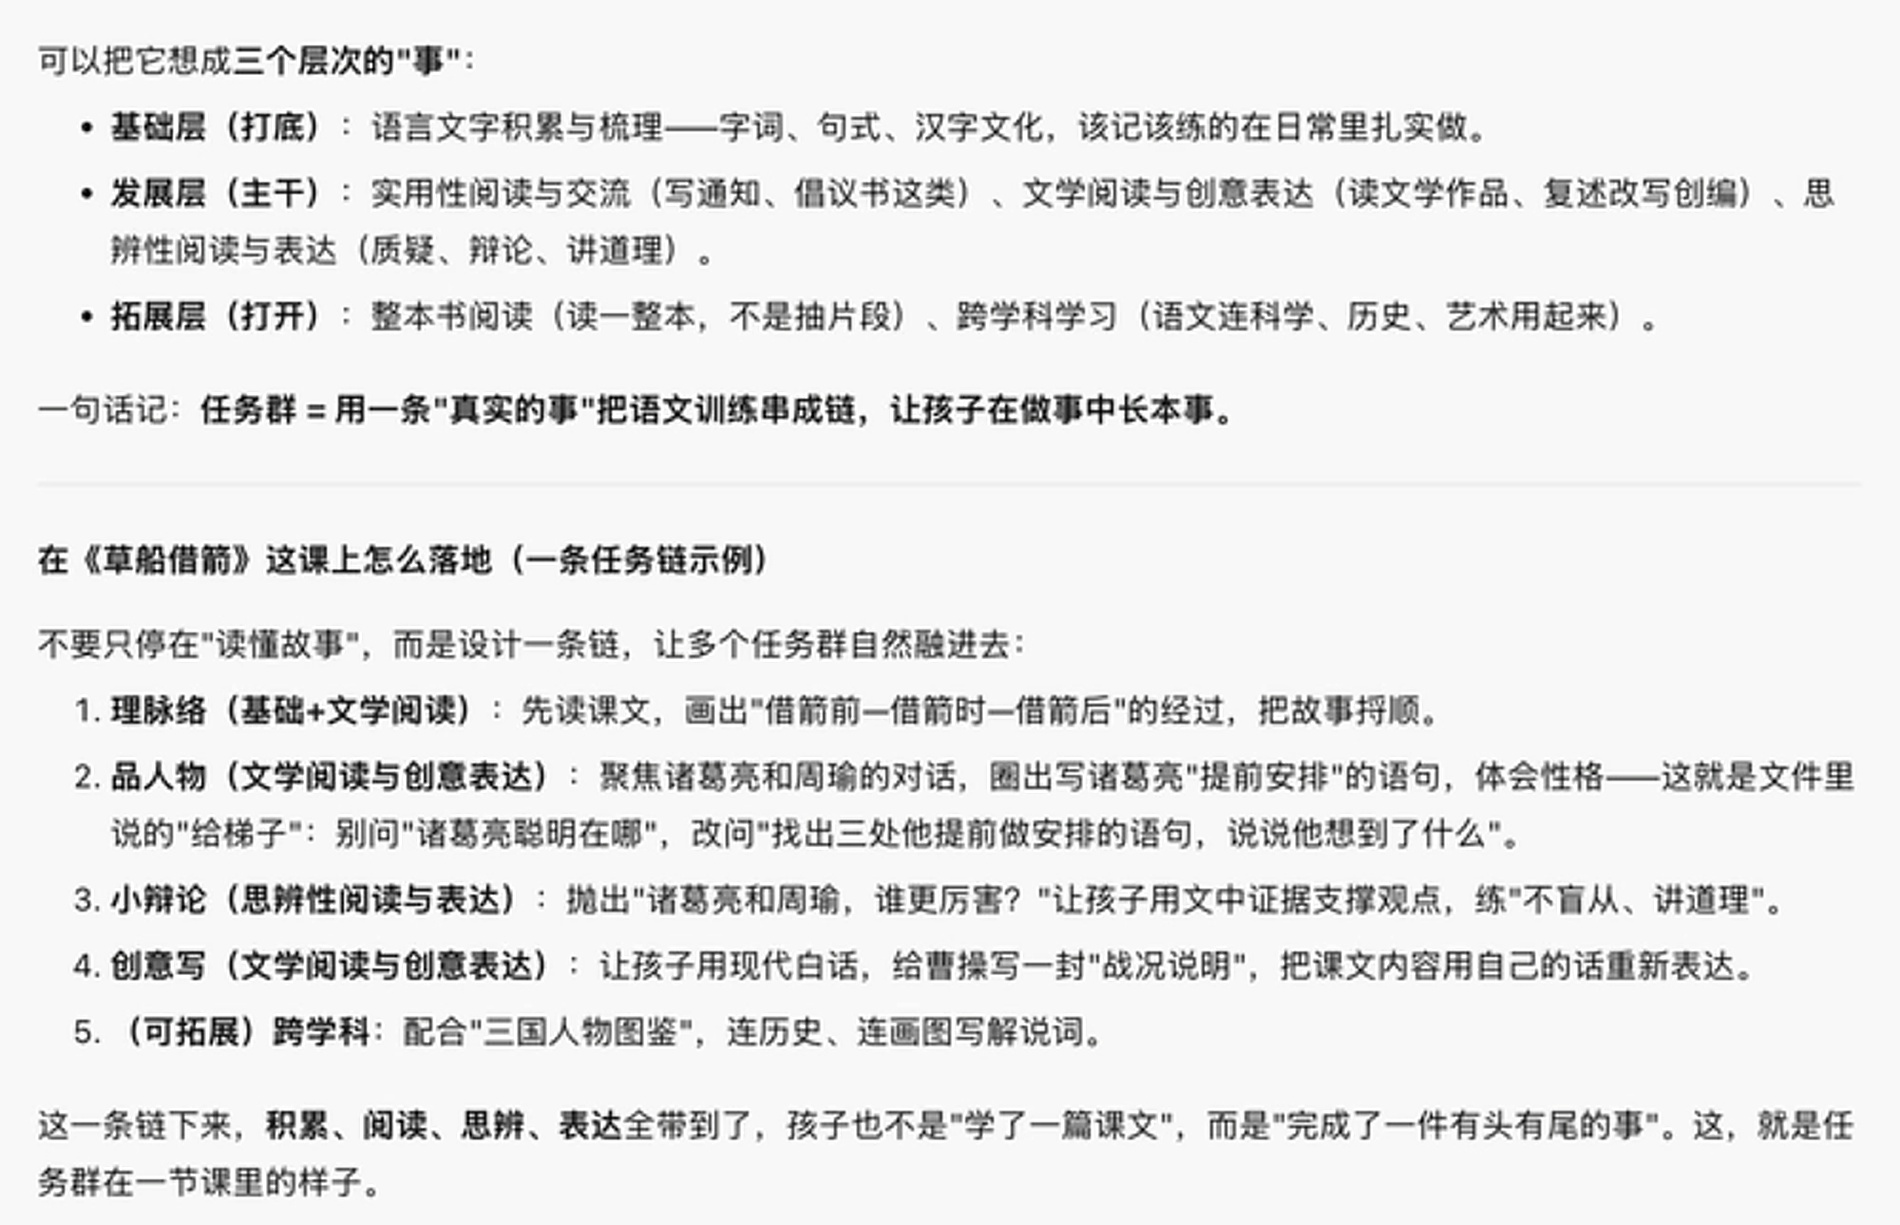 可以把它想成三个层次的"事"：
• 基础层（打底）：语言文字积累与梳理——字词、句式、汉字文化，该记该练的在日常里扎实做。
• 发展层（主干）：实用性阅读与交流（写通知、倡议书这类）、文学阅读与创意表达（读文学作品、复述改写创编）、思
辨性阅读与表达（质疑、辩论、讲道理）。
• 拓展层（打开）：整本书阅读（读一整本，不是抽片段）、跨学科学习（语文连科学、历史、艺术用起来）。
一句话记：任务群 = 用一条"真实的事"把语文训练串成链，让孩子在做事中长本事。
在《草船借箭》这课上怎么落地（一条任务链示例）
不要只停在"读懂故事"，而是设计一条链，让多个任务群自然融进去：
1. 理脉络（基础+文学阅读）：先读课文，画出"借箭前—借箭时—借箭后"的经过，把故事捋顺。
2. 品人物（文学阅读与创意表达）：聚焦诸葛亮和周瑜的对话，圈出写诸葛亮"提前安排"的语句，体会性格——这就是文件里
说的"给梯子"：别问"诸葛亮聪明在哪"，改问"找出三处他提前做安排的语句，说说他想到了什么"。
3. 小辩论（思辨性阅读与表达）：抛出"诸葛亮和周瑜，谁更厉害？"让孩子用文中证据支撑观点，练"不盲从、讲道理"。
4. 创意写（文学阅读与创意表达）：让孩子用现代白话，给曹操写一封"战况说明"，把课文内容用自己的话重新表达。
5. （可拓展）跨学科：配合"三国人物图鉴"，连历史、连画图写解说词。
这一条链下来，积累、阅读、思辨、表达全带到了，孩子也不是"学了一篇课文"，而是"完成了一件有头有尾的事"。这，就是任
务群在一节课里的样子。